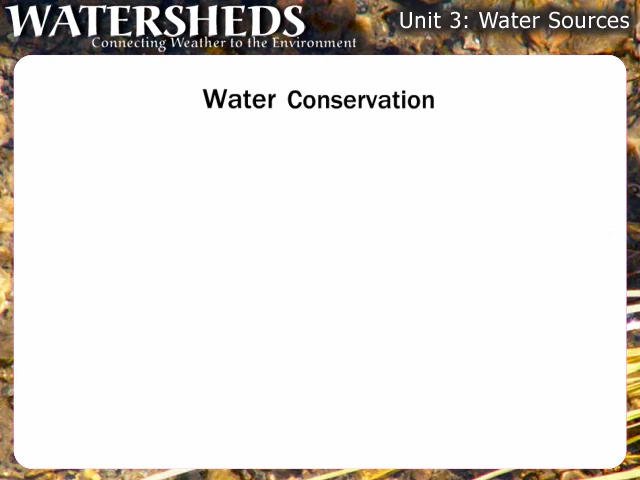 WATERSHEDS
Connecting Weather to the Environment
Unit 3: Water Sources
Water Conservation